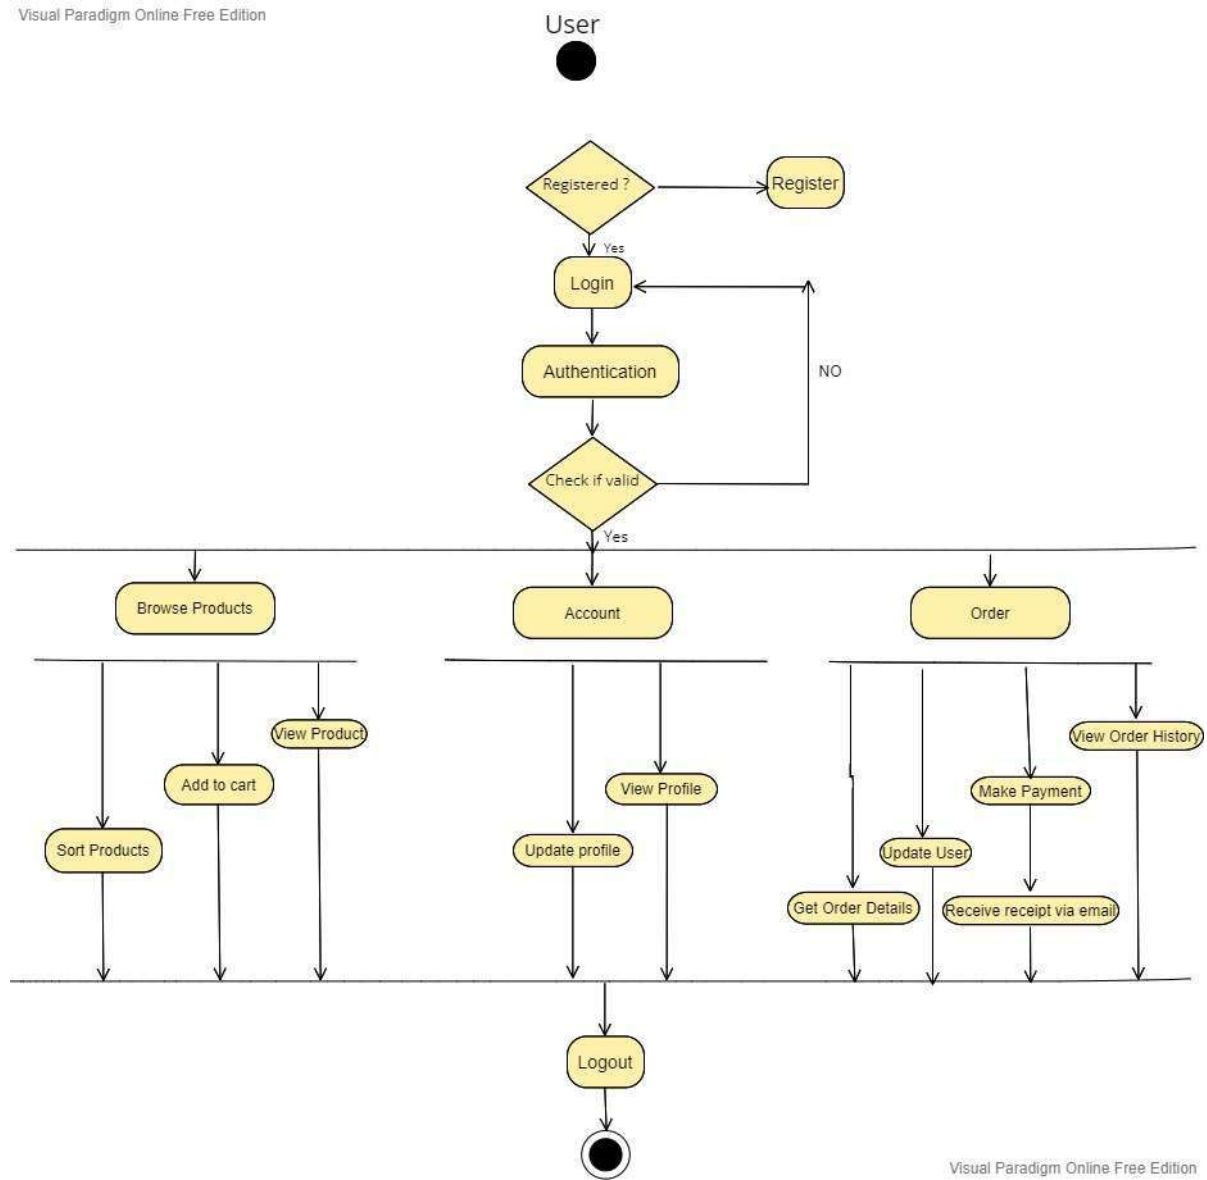 Visual Paradigm Online Free Edition
User
Registered ?
Register
Yes
Login
Authentication
NO
Check if valid
Yes
Browse Products
Account
Order
View Product
View Order History
Add to cart
View Profile
Make Payment
Sort Products
Update profile
Update User
Get Order Details
Receive receipt via email
Logout
Visual Paradigm Online Free Edition